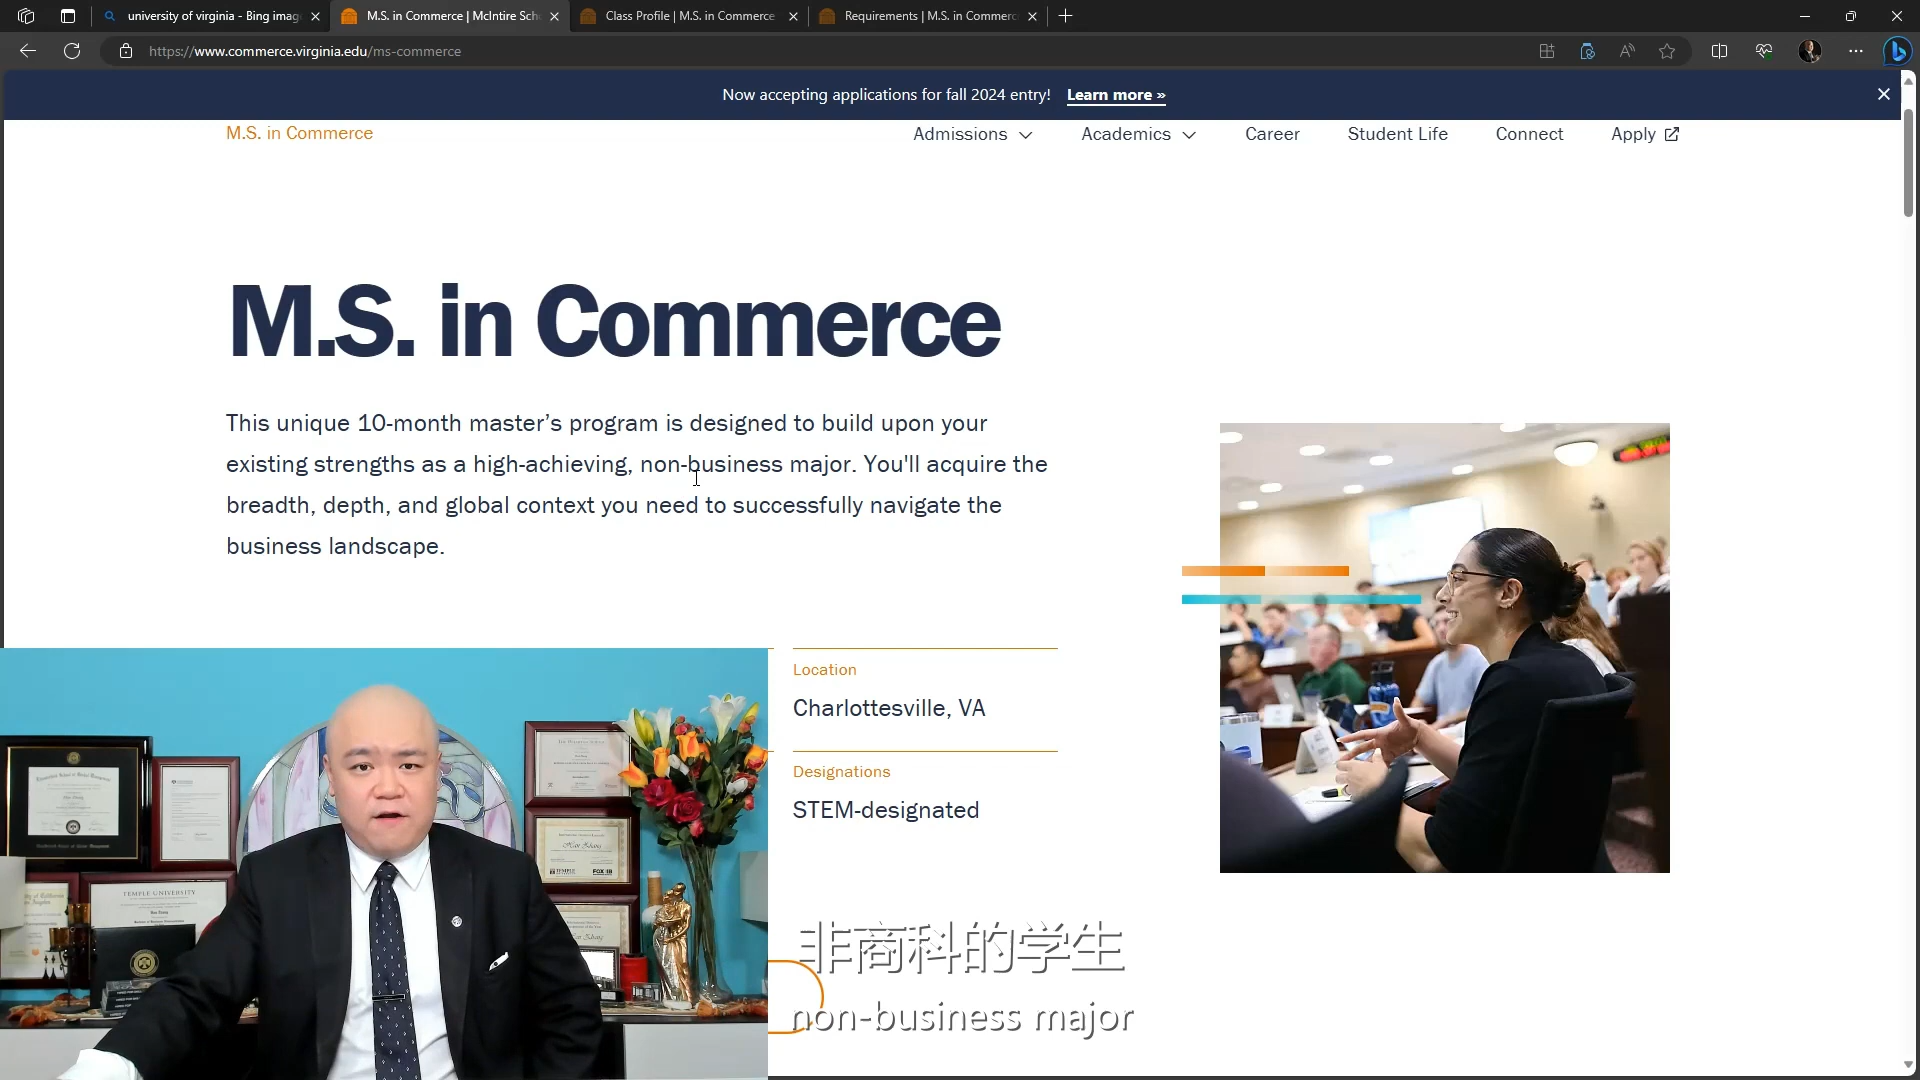 university of virginia - Bing imag
M.S. in Commerce | McIntire Sch
Class Profile | M.S. in Commerce
Requirements | M.S. in Commerc
https://www.commerce.virginia.edu/ms-commerce
Now accepting applications for fall 2024 entry! Learn more »
M.S. in Commerce
Admissions
Academics
Career
Student Life
Connect
Apply
M.S. in Commerce
This unique 10-month master’s program is designed to build upon your
existing strengths as a high-achieving, non-business major. You'll acquire the
breadth, depth, and global context you need to successfully navigate the
business landscape.
Location
Charlottesville, VA
Designations
STEM-designated
TEMPLE UNIVERSITY
FOX
非商科的学生
non-business major